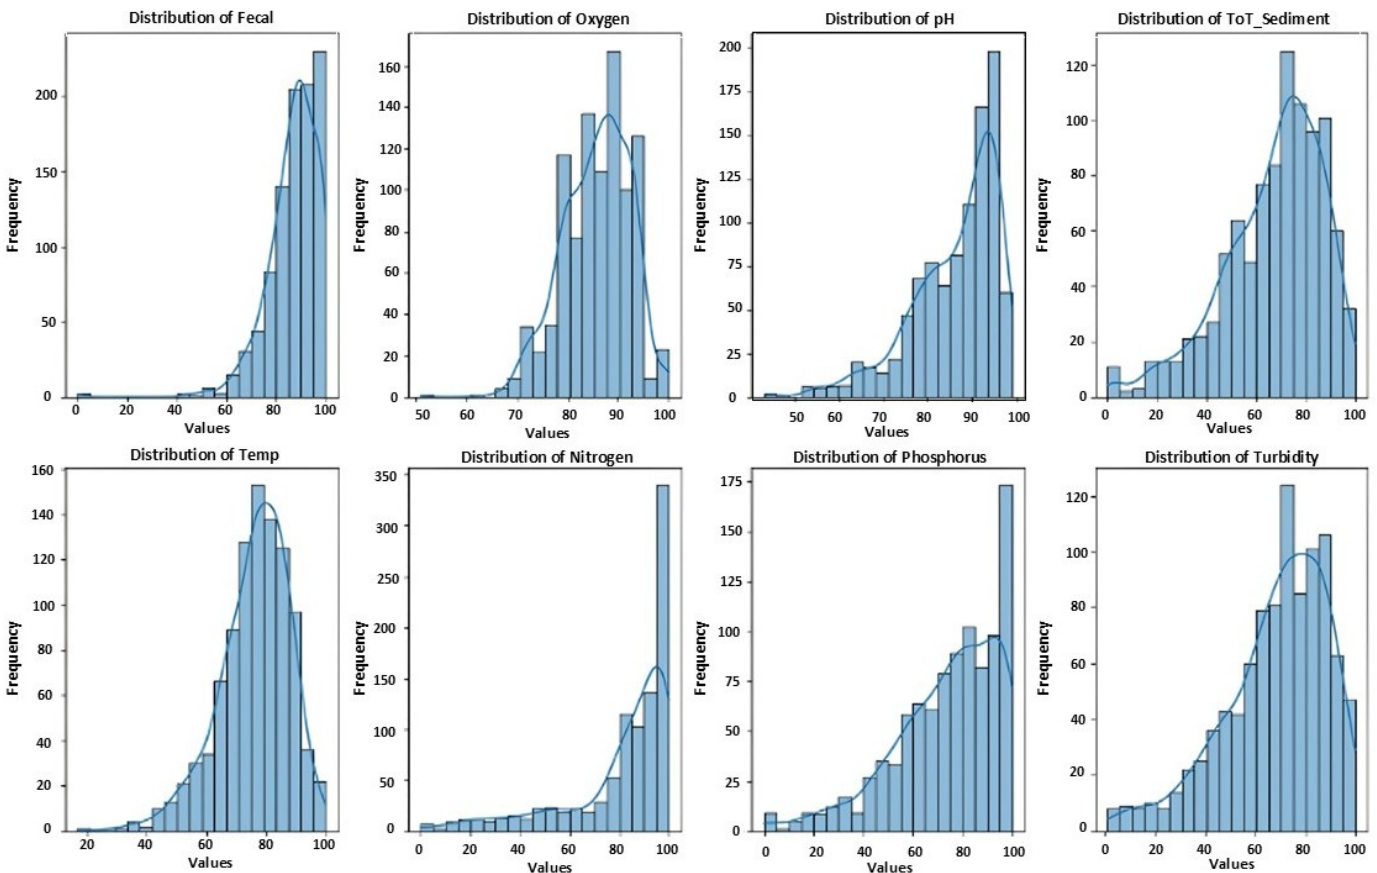 Distribution of Fecal
Frequency
200
150
100
50
0
0 20 40 60 80 100
Values
Distribution of Oxygen
Frequency
160
140
120
100
80
60
40
20
0
50 60 70 80 90 100
Values
Distribution of pH
200
175
150
125
100
75
50
25
0
50 60 70 80 90 100
Values
Distribution of ToT_Sediment
Frequency
120
100
80
60
40
20
0
0 20 40 60 80 100
Values
Distribution of Temp
Frequency
160
140
120
100
80
60
40
20
0
20 40 60 80 100
Values
Distribution of Nitrogen
Frequency
350
300
250
200
150
100
50
0
0 20 40 60 80 100
Values
Distribution of Phosphorus
Frequency
175
150
125
100
75
50
25
0
0 20 40 60 80 100
Values
Distribution of Turbidity
Frequency
120
100
80
60
40
20
0
0 20 40 60 80 100
Values